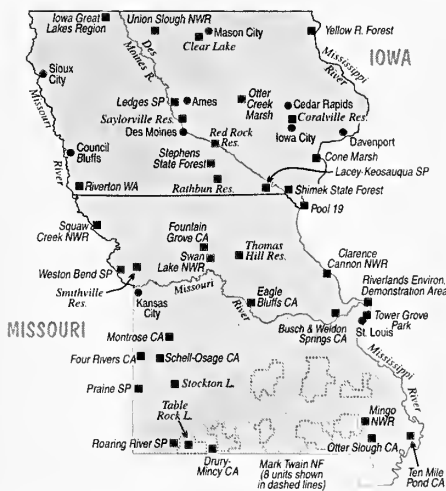 Iowa Great
Lakes Region
Union Slough NWR
Mason City
Clear Lake
Yellow R. Forest
Des
Moines R.
Mississippi
River
IOWA
Sioux
City
Missouri
River
Ledges SP
Ames
Otter
Creek
Marsh
Cedar Rapids
Coralville Res.
Saylorville Res.
Des Moines
Red Rock
Res.
Iowa City
Davenport
Council
Bluffs
Stephens
State Forest
Cone Marsh
Rathbun Res.
Lacey-Keosauqua SP
Riverton WA
Shimek State Forest
Pool 19
Squaw
Creek NWR
Fountain
Grove CA
Thomas
Hill Res.
Swan
Lake NWR
Clarence
Cannon NWR
Weston Bend SP
Smithville
Res.
Missouri
River
Kansas
City
Eagle
Bluffs CA
Riverlands Environ.
Demonstration Area
Tower Grove
Park
Busch & Weldon
Springs CA
St. Louis
MISSOURI
Mississippi
River
Montrose CA
Four Rivers CA
Schell-Osage CA
Prairie SP
Stockton L.
Table
Rock L.
Mingo
NWR
Roaring River SP
Otter Slough CA
Drury-
Mincy CA
Mark Twain NF
(8 units shown
in dashed lines)
Ten Mile
Pond CA